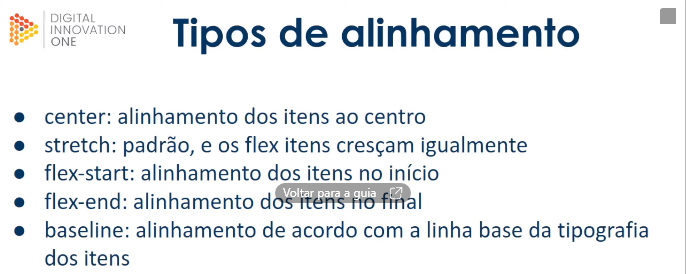 DIGITAL
INNOVATION
ONE
Tipos de alinhamento
● center: alinhamento dos itens ao centro
● stretch: padrão, e os flex itens cresçam igualmente
● flex-start: alinhamento dos itens no início
Voltar para a guia
● flex-end: alinhamento dos itens no final
● baseline: alinhamento de acordo com a linha base da tipografia
dos itens